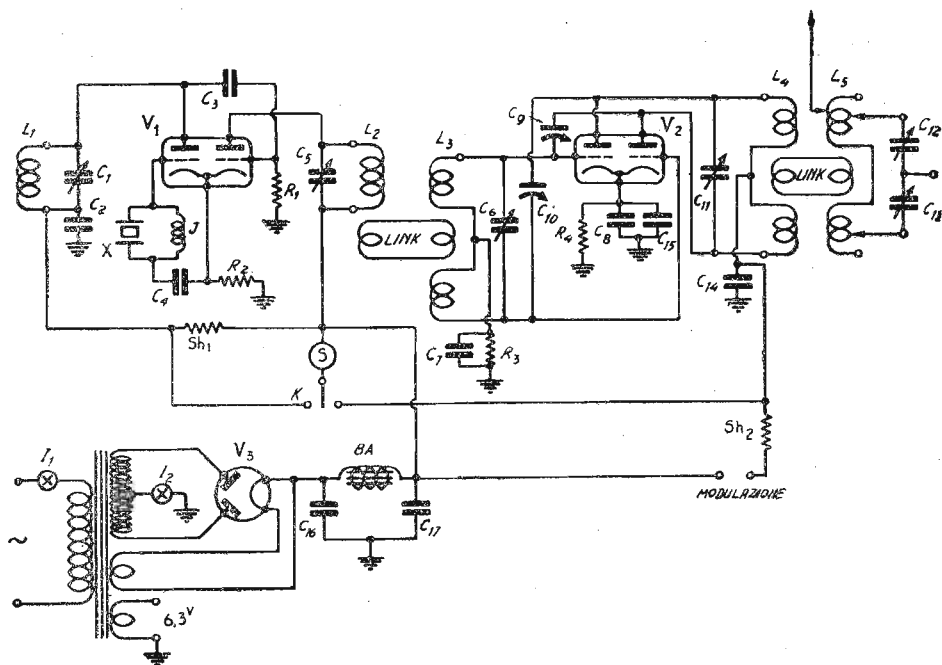 L4 L5
C3
V1
C9
V2
L1
L2
C12
C1
C5
L3
R1
LINK
C2
C6
C10
C11
C13
X J
LINK
R4 C8 C15
C4 R2
C14
Sh1
C7 R3
S
K
Sh2
I1
V3
I2
BA
MODULAZIONE
~
C16 C17
6,3V